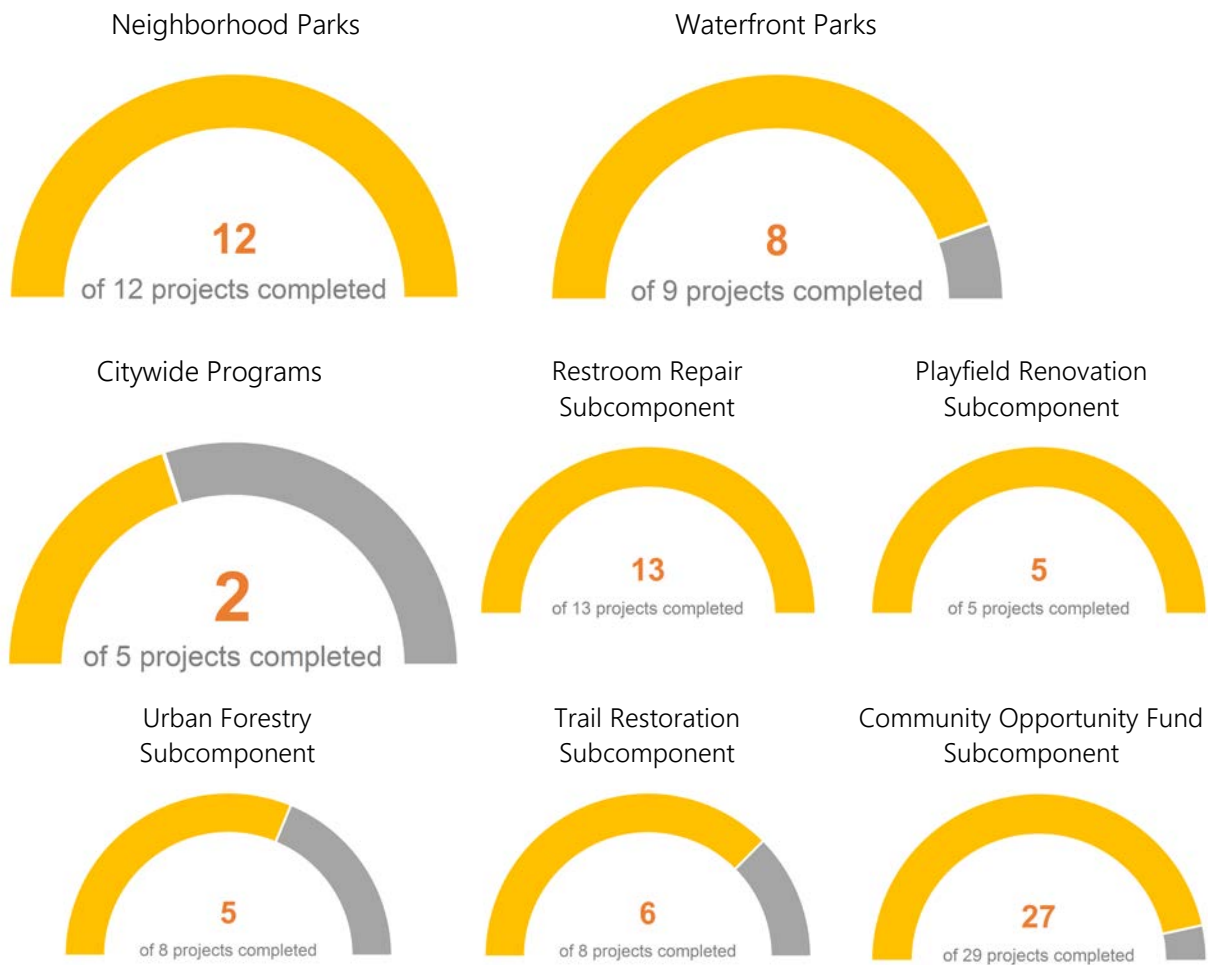 Neighborhood Parks
12
of 12 projects completed
Waterfront Parks
8
of 9 projects completed
Citywide Programs
2
of 5 projects completed
Restroom Repair
Subcomponent
13
of 13 projects completed
Playfield Renovation
Subcomponent
5
of 5 projects completed
Urban Forestry
Subcomponent
5
of 8 projects completed
Trail Restoration
Subcomponent
6
of 8 projects completed
Community Opportunity Fund
Subcomponent
27
of 29 projects completed